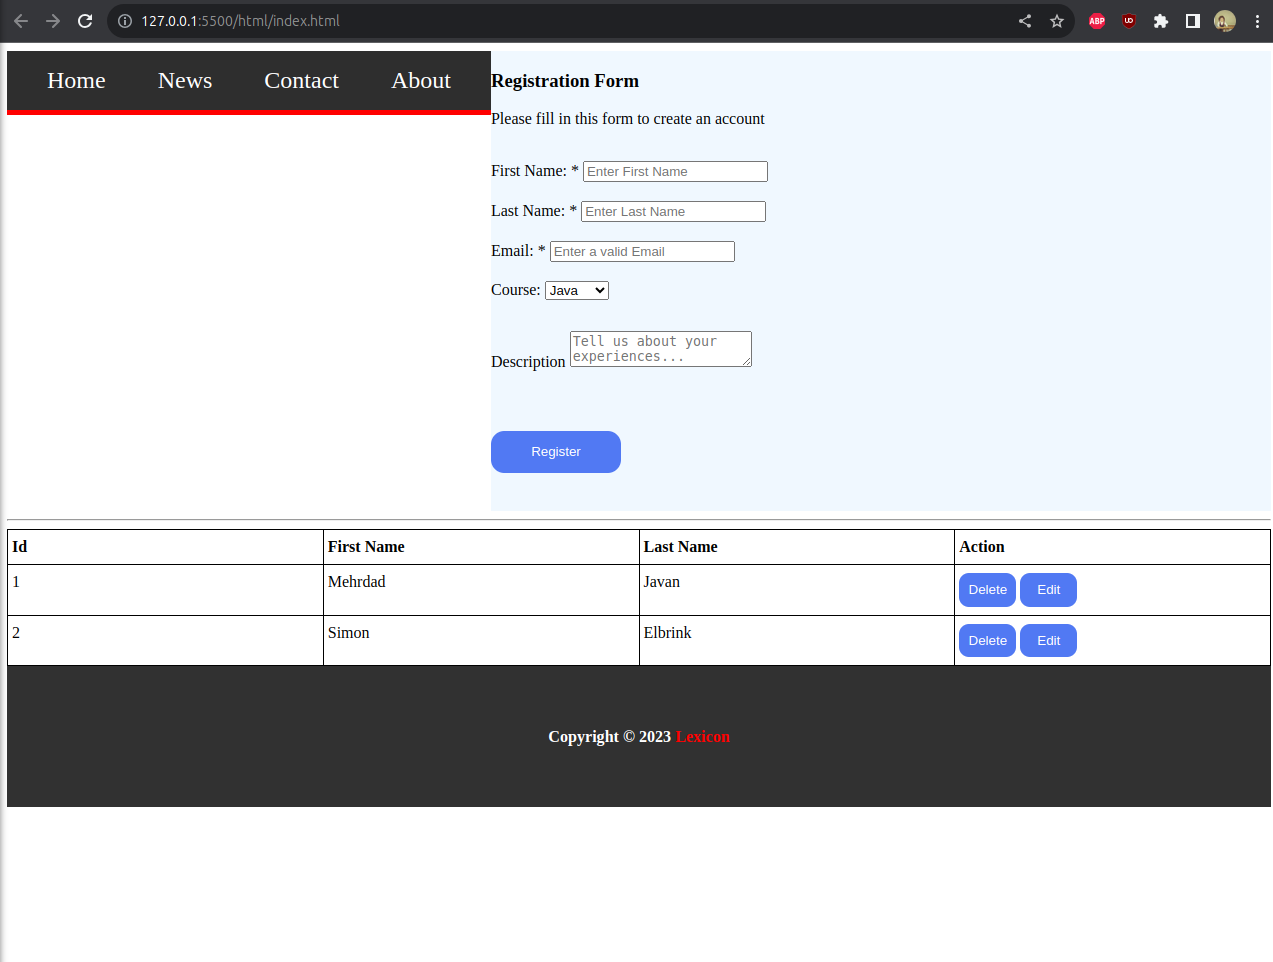 127.0.0.1:5500/html/index.html
ABP
UD
Home News Contact About
Registration Form
Please fill in this form to create an account
First Name: * Enter First Name
Last Name: * Enter Last Name
Email: * Enter a valid Email
Course: Java
Description Tell us about your
experiences...
Register
Id First Name Last Name Action
1 Mehrdad Javan Delete Edit
2 Simon Elbrink Delete Edit
Copyright © 2023 Lexicon